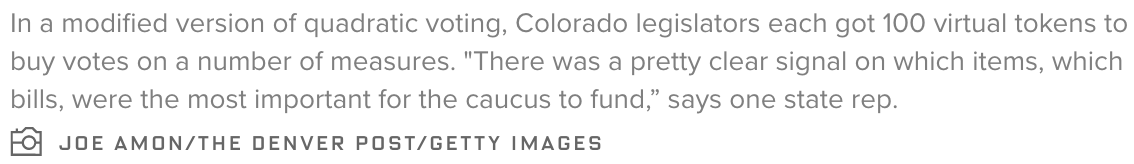 In a modified version of quadratic voting, Colorado legislators each got 100 virtual tokens to
buy votes on a number of measures. "There was a pretty clear signal on which items, which
bills, were the most important for the caucus to fund,” says one state rep.
JOE AMON/THE DENVER POST/GETTY IMAGES